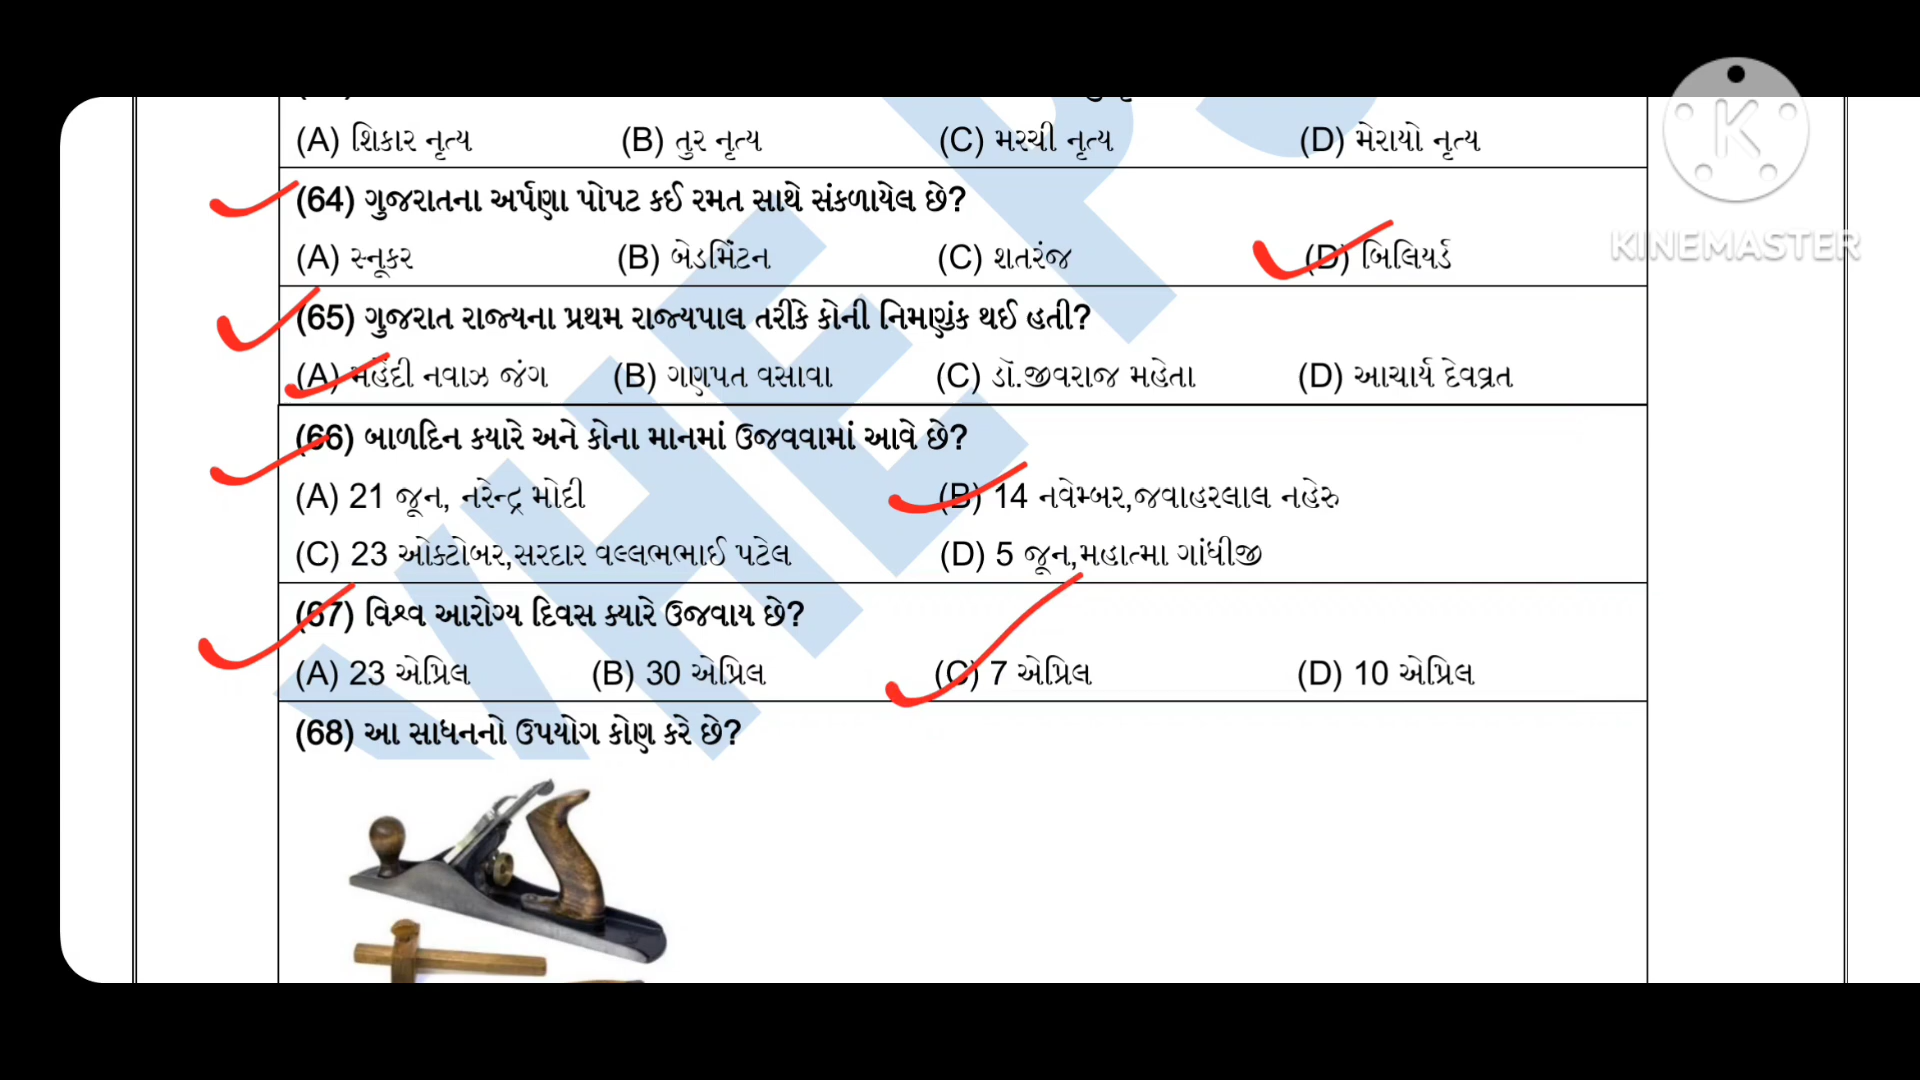 (A) શિકાર નૃત્ય (B) તુર નૃત્ય (C) મરચી નૃત્ય (D) મેરાયો નૃત્ય
(64) ગુજરાતના અર્પણા પોપટ કઈ રમત સાથે સંકળાયેલ છે?
(A) સ્નૂકર (B) બેડમિંટન (C) શતરંજ (D) બિલિયર્ડ
(65) ગુજરાત રાજ્યના પ્રથમ રાજ્યપાલ તરીકે કોની નિમણુંક થઈ હતી?
(A) મહેંદી નવાઝ જંગ (B) ગણપત વસાવા (C) ડૉ.જીવરાજ મહેતા (D) આચાર્ય દેવવ્રત
(66) બાળદિન કયારે અને કોના માનમાં ઉજવવામાં આવે છે?
(A) 21 જૂન, નરેન્દ્ર મોદી (B) 14 નવેમ્બર,જવાહરલાલ નહેરુ
(C) 23 ઓક્ટોબર,સરદાર વલ્લભભાઈ પટેલ (D) 5 જૂન,મહાત્મા ગાંધીજી
(67) વિશ્વ આરોગ્ય દિવસ ક્યારે ઉજવાય છે?
(A) 23 એપ્રિલ (B) 30 એપ્રિલ (C) 7 એપ્રિલ (D) 10 એપ્રિલ
(68) આ સાધનનો ઉપયોગ કોણ કરે છે?
K
KINEMASTER